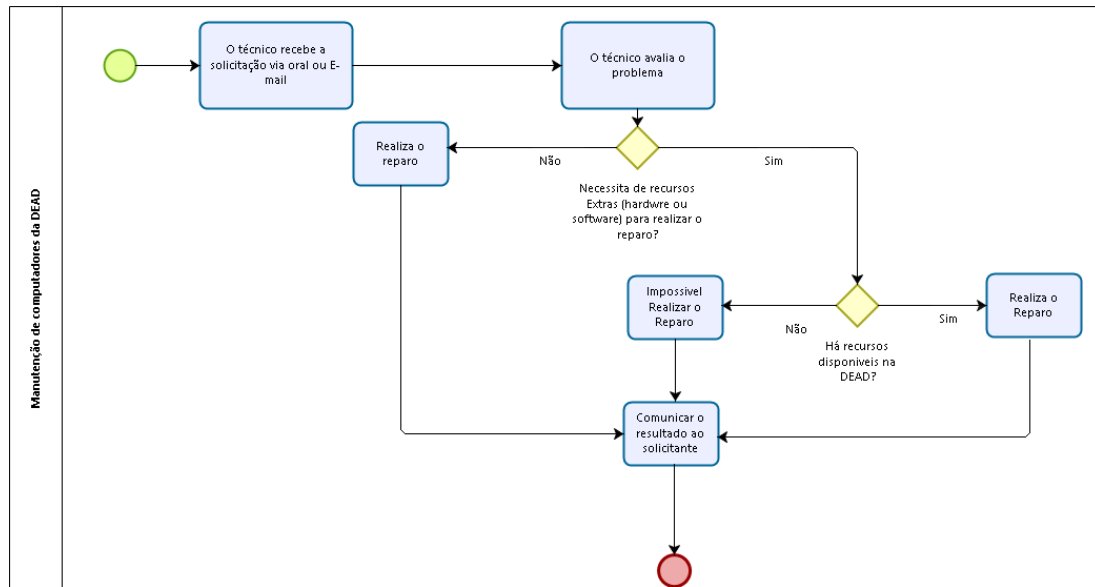 Manutenção de computadores da DEAD
O técnico recebe a
solicitação via oral ou E-
mail
O técnico avalia o
problema
Realiza o
reparo
Não
Sim
Necessita de recursos
Extras (hardwre ou
software) para realizar o
reparo?
Impossivel
Realizar o
Reparo
Não
Sim
Realiza o
Reparo
Há recursos
disponiveis na
DEAD?
Comunicar o
resultado ao
solicitante